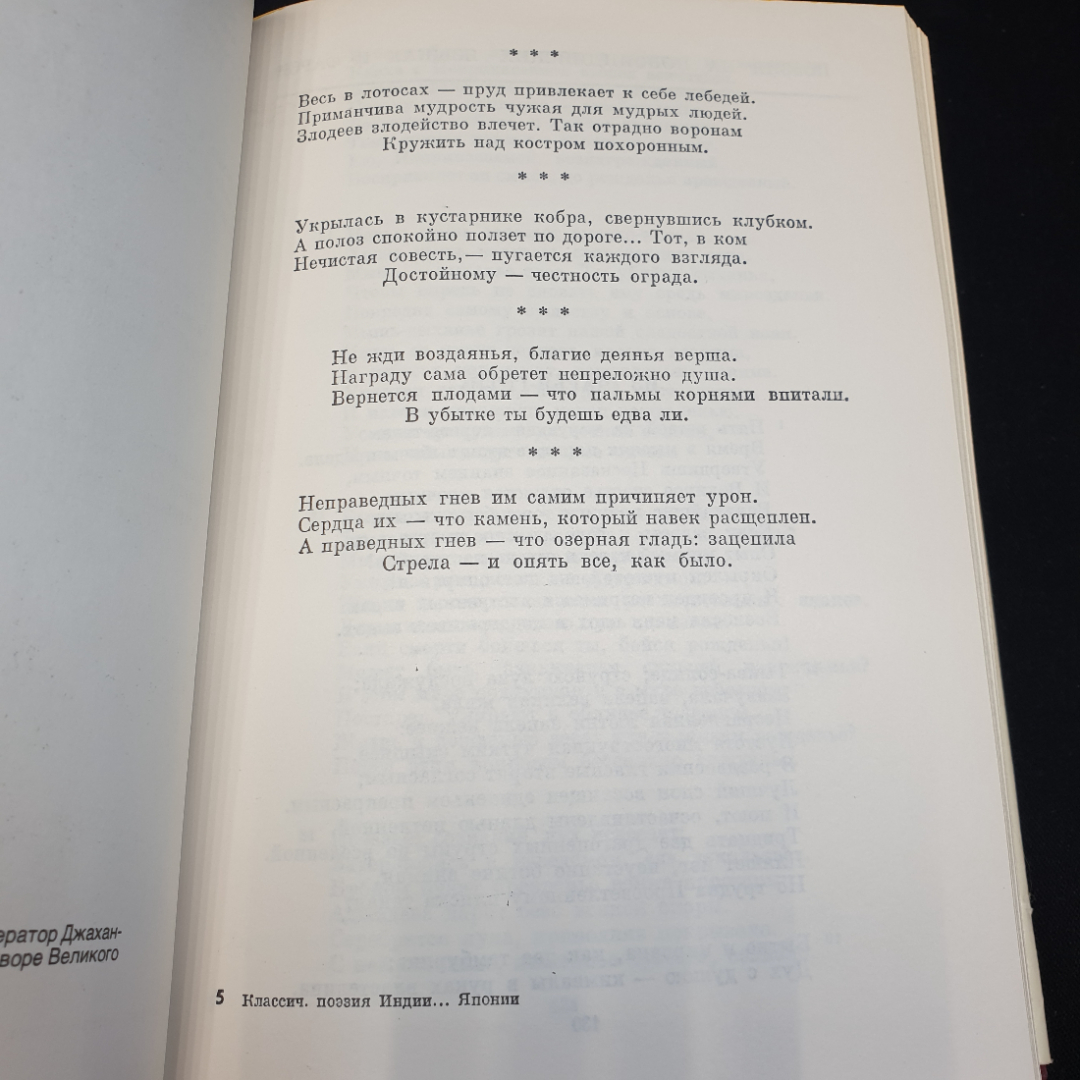 * * *
Весь в лотосах — пруд привлекает к себе лебедей.
Приманчива мудрость чужая для мудрых людей.
Злодеев злодейство влечет. Так отрадно воронам
Кружить над костром похоронным.
* * *
Укрылась в кустарнике кобра, свернувшись клубком.
А полоз спокойно ползет по дороге... Тот, в ком
Нечистая совесть,— пугается каждого взгляда.
Достойному — честность ограда.
* * *
Не жди воздаянья, благие деянья верша.
Награду сама обретет непреложно душа.
Вернется плодами — что пальмы корнями впитали.
В убытке ты будешь едва ли.
* * *
Неправедных гнев им самим причиняет урон.
Сердца их — что камень, который навек расщеплен.
А праведных гнев — что озерная гладь: зацепила
Стрела — и опять все, как было.
ератор Джахан-
воре Великого
5 Классич. поэзия Индии... Японии